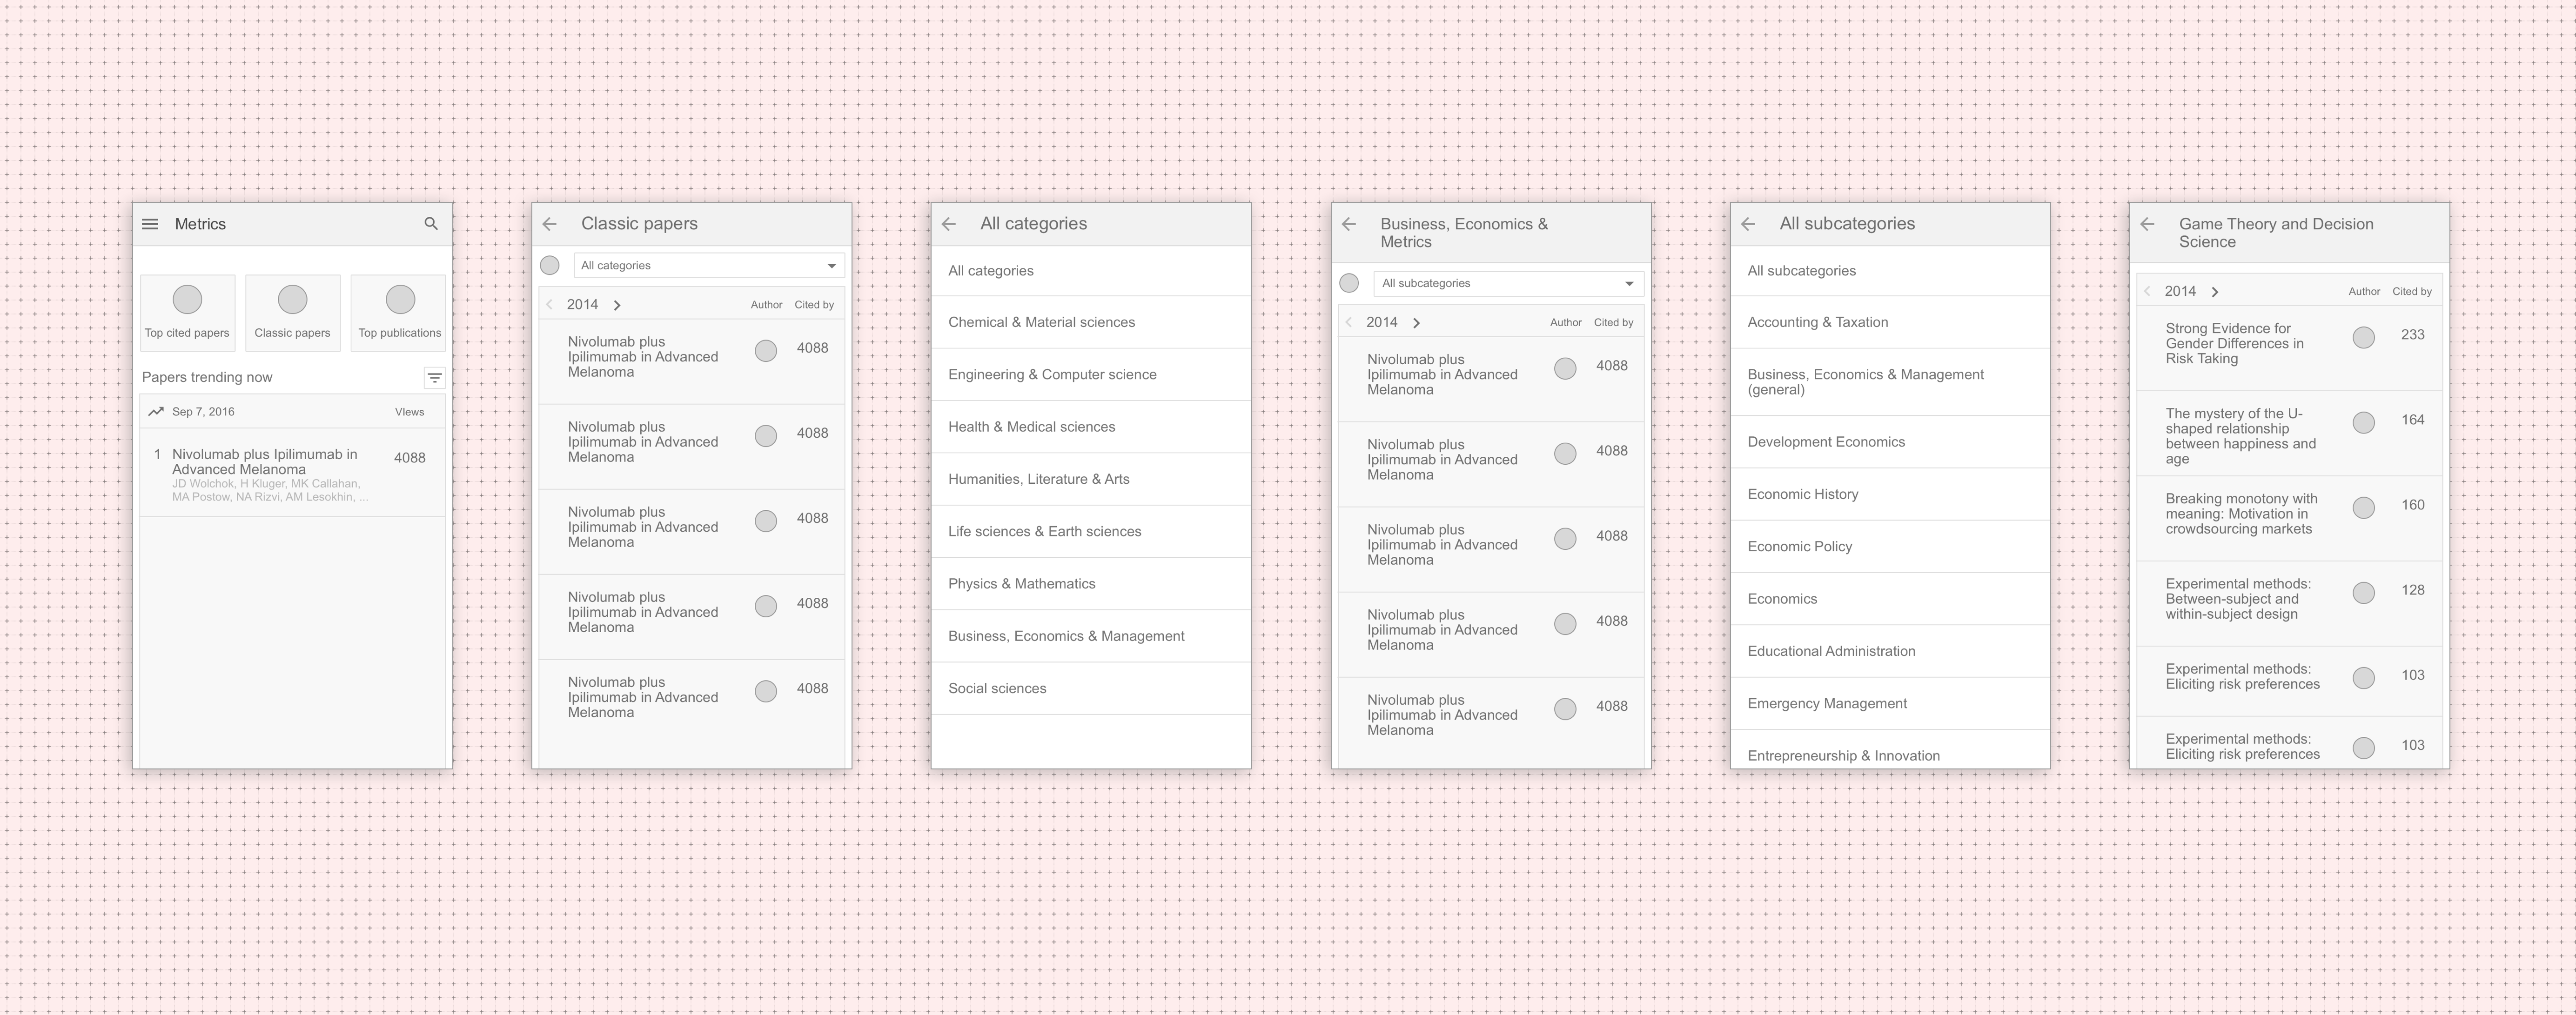 Metrics
Top cited papers
Classic papers
Top publications
Papers trending now
Sep 7, 2016
VIews
1
Nivolumab plus Ipilimumab in
Advanced Melanoma
4088
JD Wolchok, H Kluger, MK Callahan,
MA Postow, NA Rizvi, AM Lesokhin, ...
Classic papers
All categories
2014
Author
Cited by
Nivolumab plus
Ipilimumab in Advanced
Melanoma
4088
Nivolumab plus
Ipilimumab in Advanced
Melanoma
4088
Nivolumab plus
Ipilimumab in Advanced
Melanoma
4088
Nivolumab plus
Ipilimumab in Advanced
Melanoma
4088
Nivolumab plus
Ipilimumab in Advanced
Melanoma
4088
All categories
All categories
Chemical & Material sciences
Engineering & Computer science
Health & Medical sciences
Humanities, Literature & Arts
Life sciences & Earth sciences
Physics & Mathematics
Business, Economics & Management
Social sciences
Business, Economics &
Metrics
All subcategories
2014
Author
Cited by
Nivolumab plus
Ipilimumab in Advanced
Melanoma
4088
Nivolumab plus
Ipilimumab in Advanced
Melanoma
4088
Nivolumab plus
Ipilimumab in Advanced
Melanoma
4088
Nivolumab plus
Ipilimumab in Advanced
Melanoma
4088
Nivolumab plus
Ipilimumab in Advanced
Melanoma
4088
All subcategories
All subcategories
Accounting & Taxation
Business, Economics & Management
(general)
Development Economics
Economic History
Economic Policy
Economics
Educational Administration
Emergency Management
Entrepreneurship & Innovation
Game Theory and Decision
Science
2014
Author
Cited by
Strong Evidence for
Gender Differences in
Risk Taking
233
The mystery of the U-
shaped relationship
between happiness and
age
164
Breaking monotony with
meaning: Motivation in
crowdsourcing markets
160
Experimental methods:
Between-subject and
within-subject design
128
Experimental methods:
Eliciting risk preferences
103
Experimental methods:
Eliciting risk preferences
103